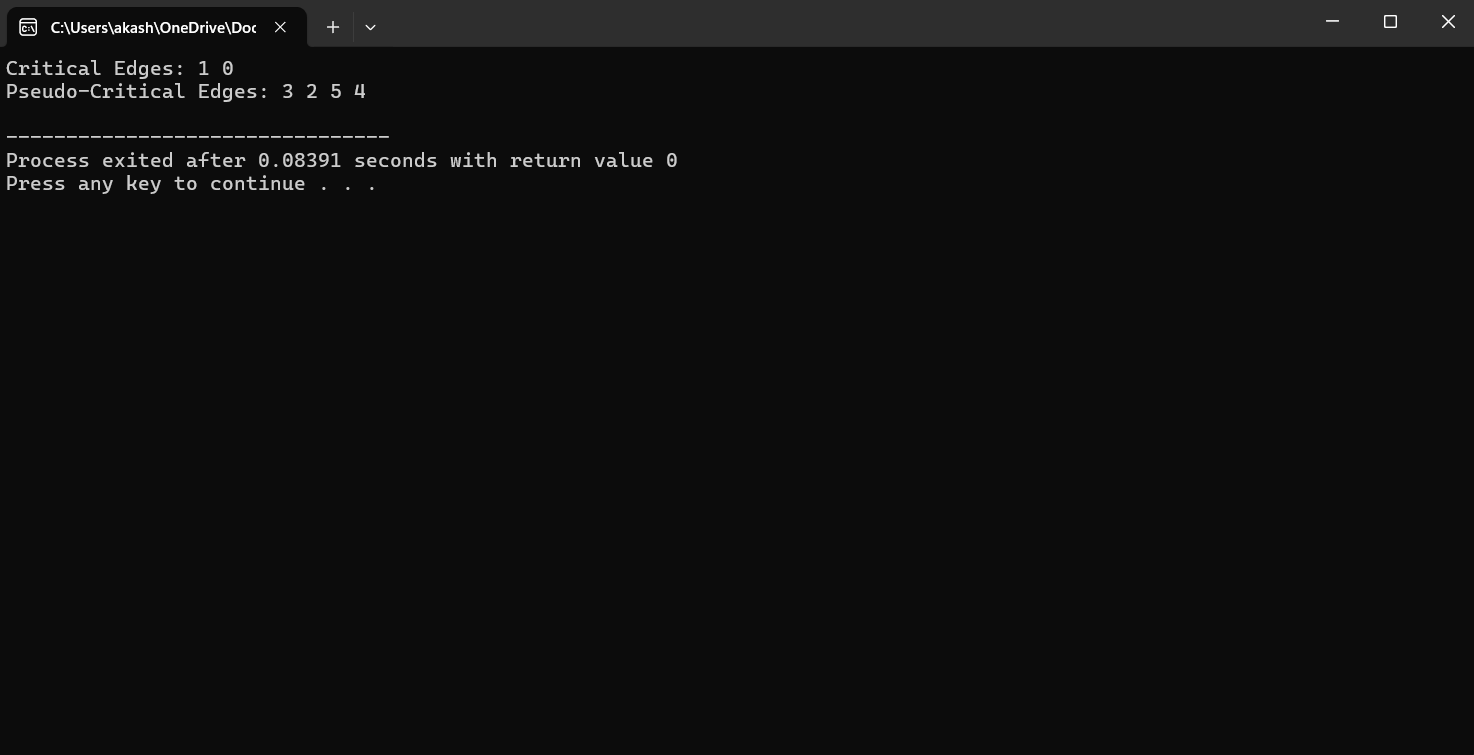 C:\Users\akash\OneDrive\Doc
Critical Edges: 1 0
Pseudo-Critical Edges: 3 2 5 4
--------------------------------
Process exited after 0.08391 seconds with return value 0
Press any key to continue . . .